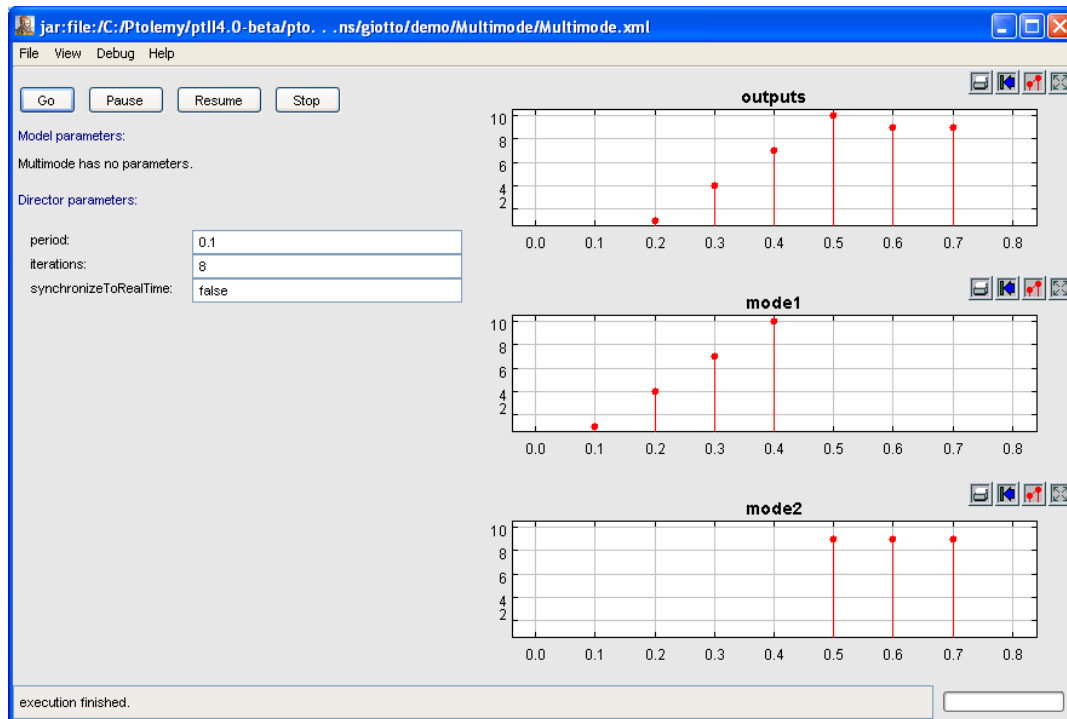 jar:file:/C:/Ptolemy/ptII4.0-beta/pto. . .ns/giotto/demo/Multimode/Multimode.xml
File View Debug Help
Go Pause Resume Stop
Model parameters:
Multimode has no parameters.
Director parameters:
period: 0.1
iterations: 8
synchronizeToRealTime: false
outputs
10
8
6
4
2
0.0 0.1 0.2 0.3 0.4 0.5 0.6 0.7 0.8
mode1
10
8
6
4
2
0.0 0.1 0.2 0.3 0.4 0.5 0.6 0.7 0.8
mode2
10
8
6
4
2
0.0 0.1 0.2 0.3 0.4 0.5 0.6 0.7 0.8
execution finished.